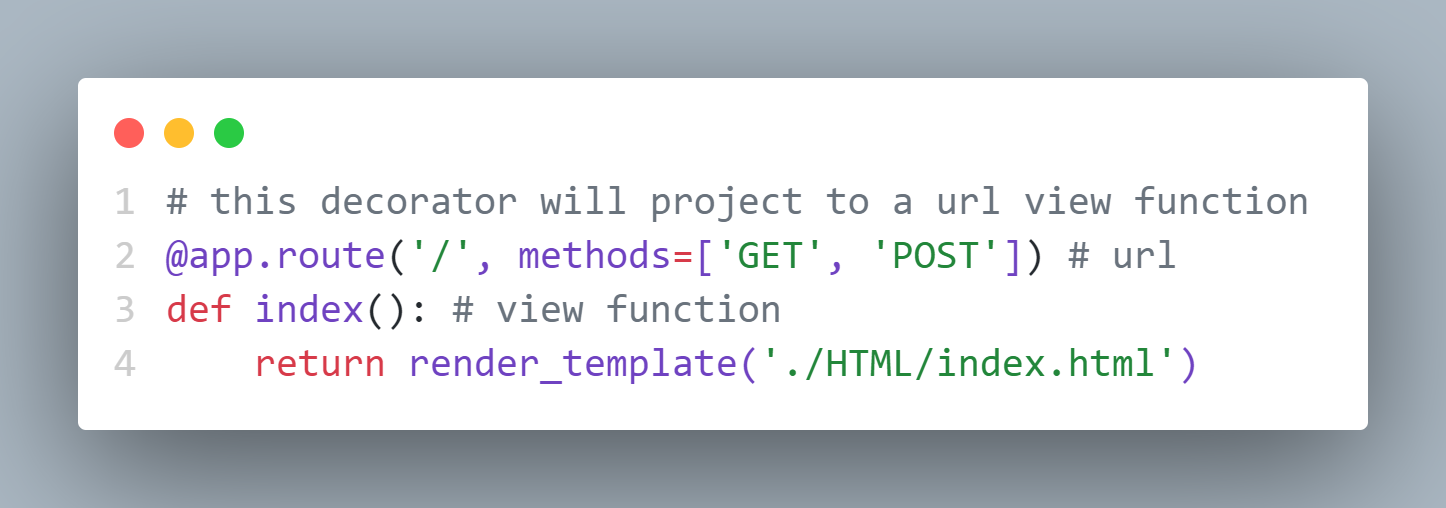 1 # this decorator will project to a url view function
2 @app.route('/', methods=['GET', 'POST']) # url
3 def index(): # view function
4     return render_template('./HTML/index.html')